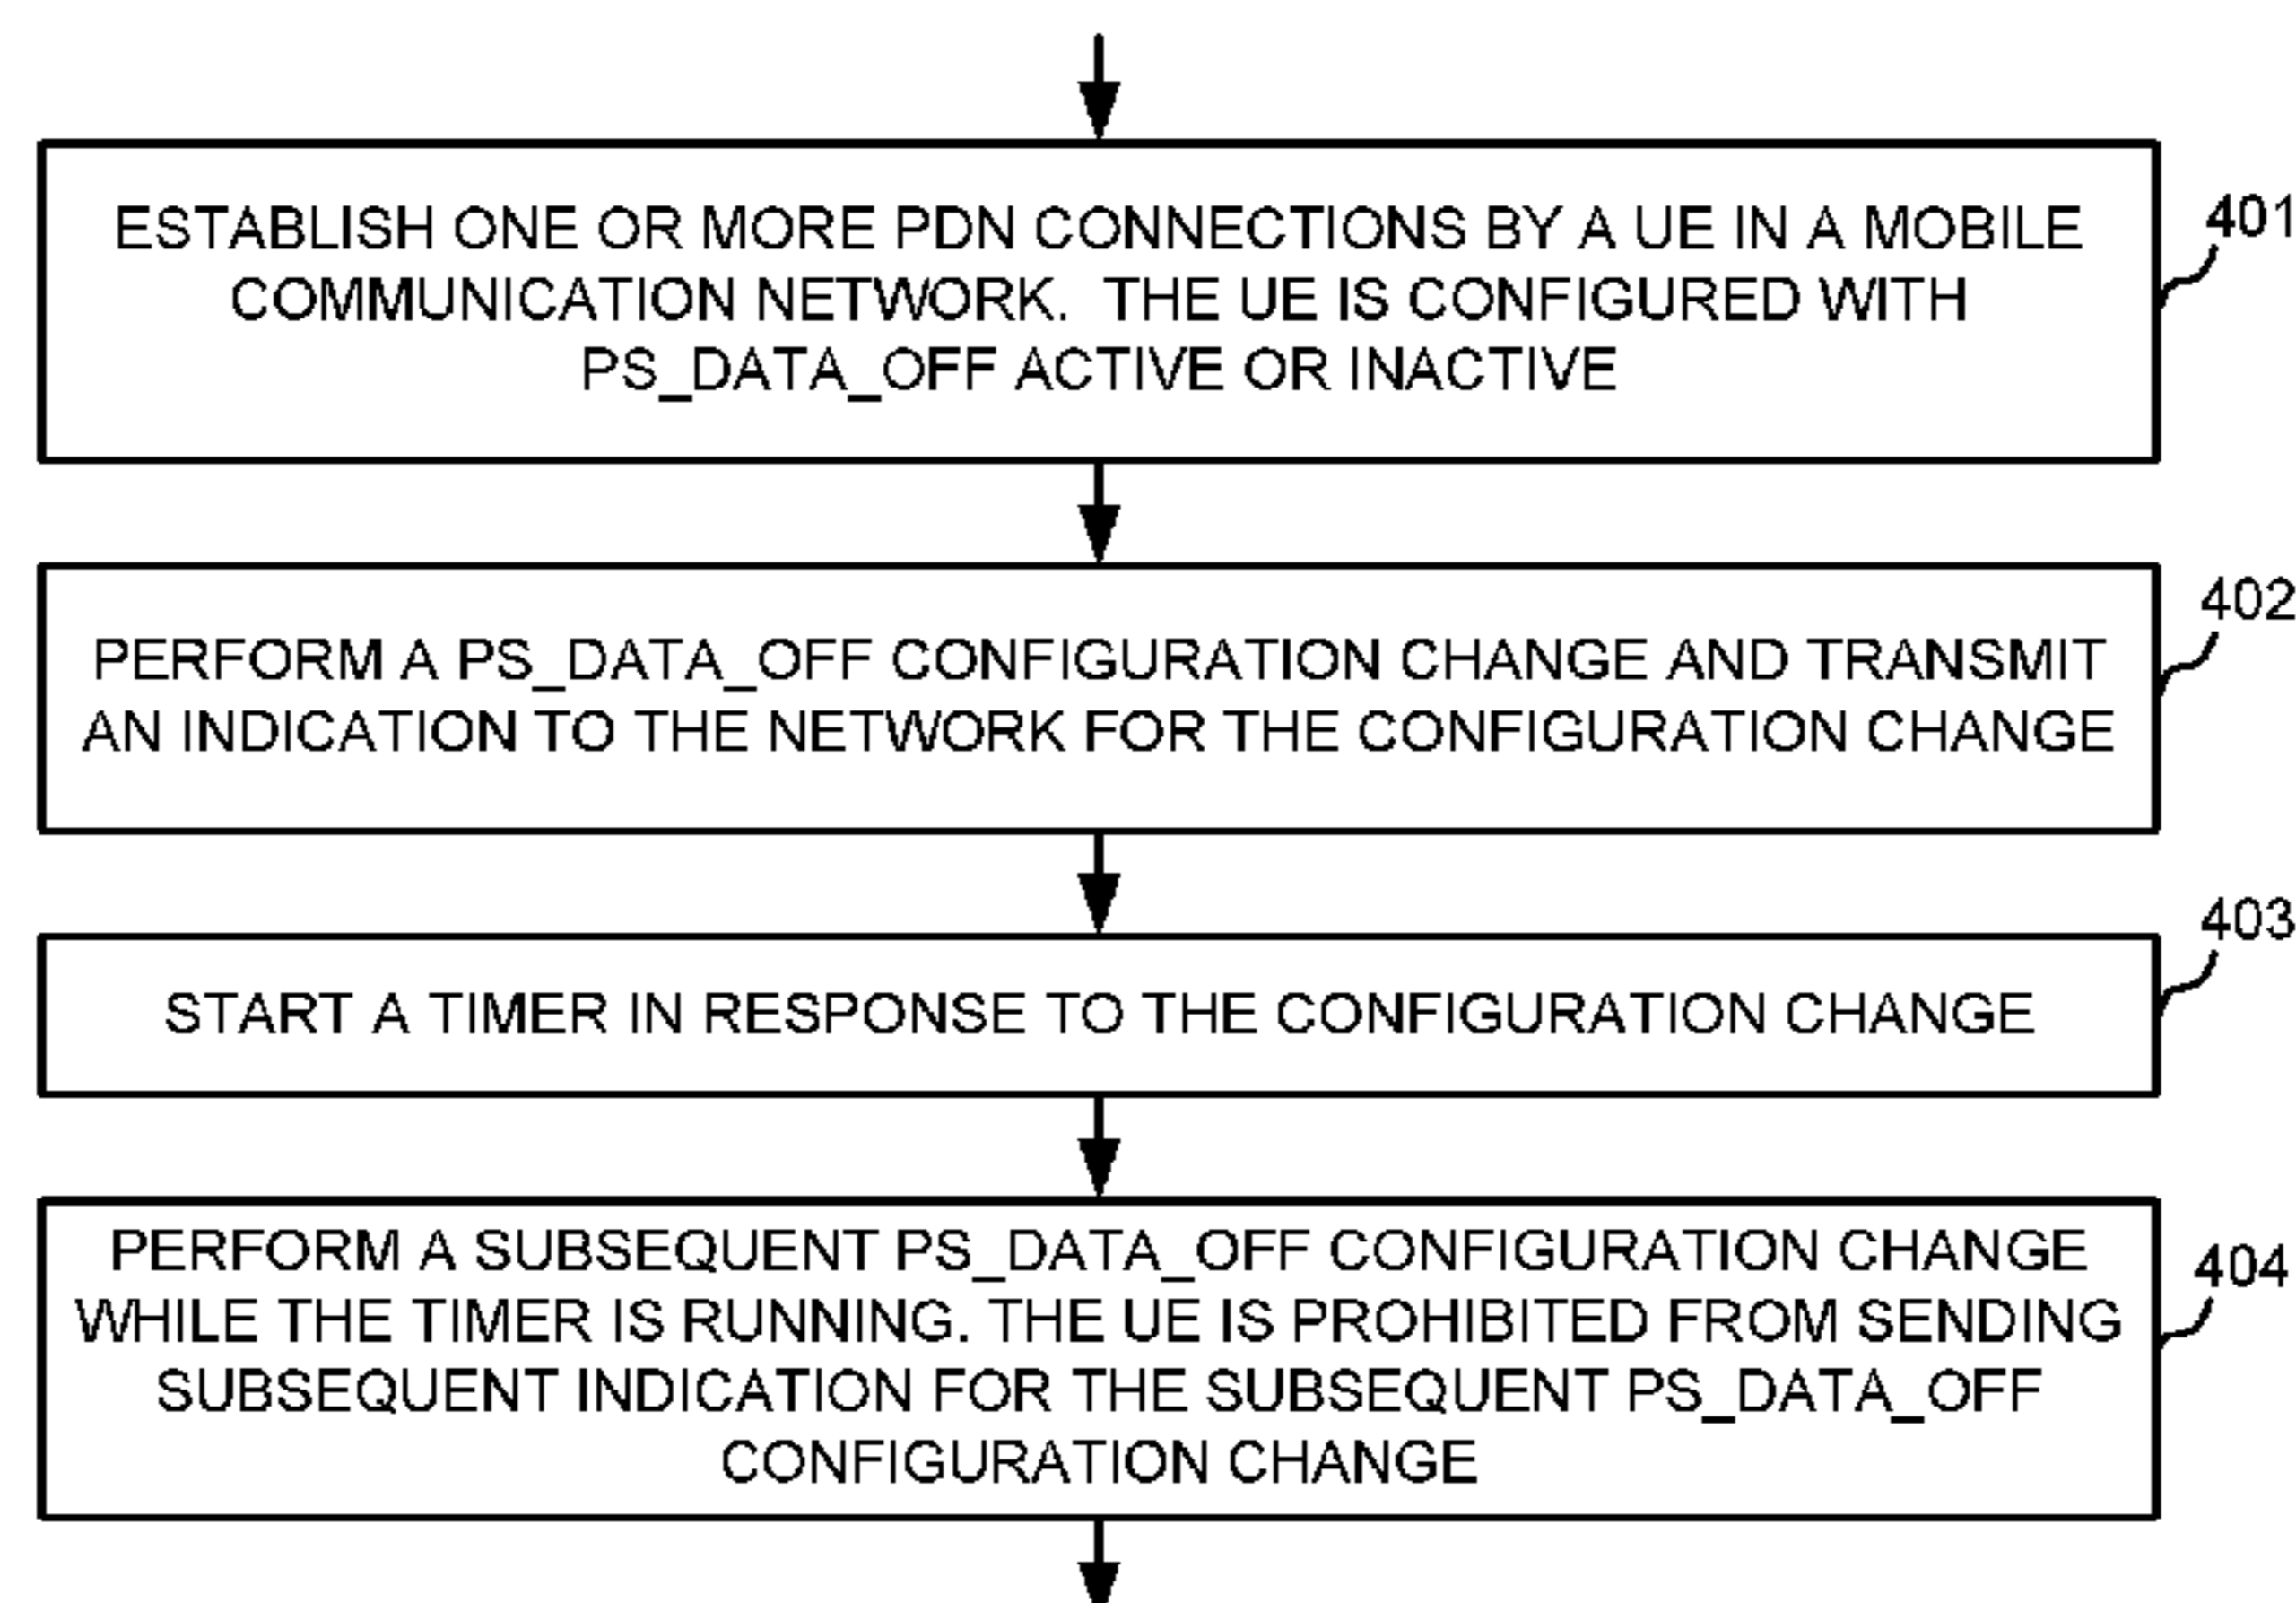 ESTABLISH ONE OR MORE PDN CONNECTIONS BY A UE IN A MOBILE
COMMUNICATION NETWORK. THE UE IS CONFIGURED WITH
PS_DATA_OFF ACTIVE OR INACTIVE
401
PERFORM A PS_DATA_OFF CONFIGURATION CHANGE AND TRANSMIT
AN INDICATION TO THE NETWORK FOR THE CONFIGURATION CHANGE
402
START A TIMER IN RESPONSE TO THE CONFIGURATION CHANGE
403
PERFORM A SUBSEQUENT PS_DATA_OFF CONFIGURATION CHANGE
WHILE THE TIMER IS RUNNING. THE UE IS PROHIBITED FROM SENDING
SUBSEQUENT INDICATION FOR THE SUBSEQUENT PS_DATA_OFF
CONFIGURATION CHANGE
404